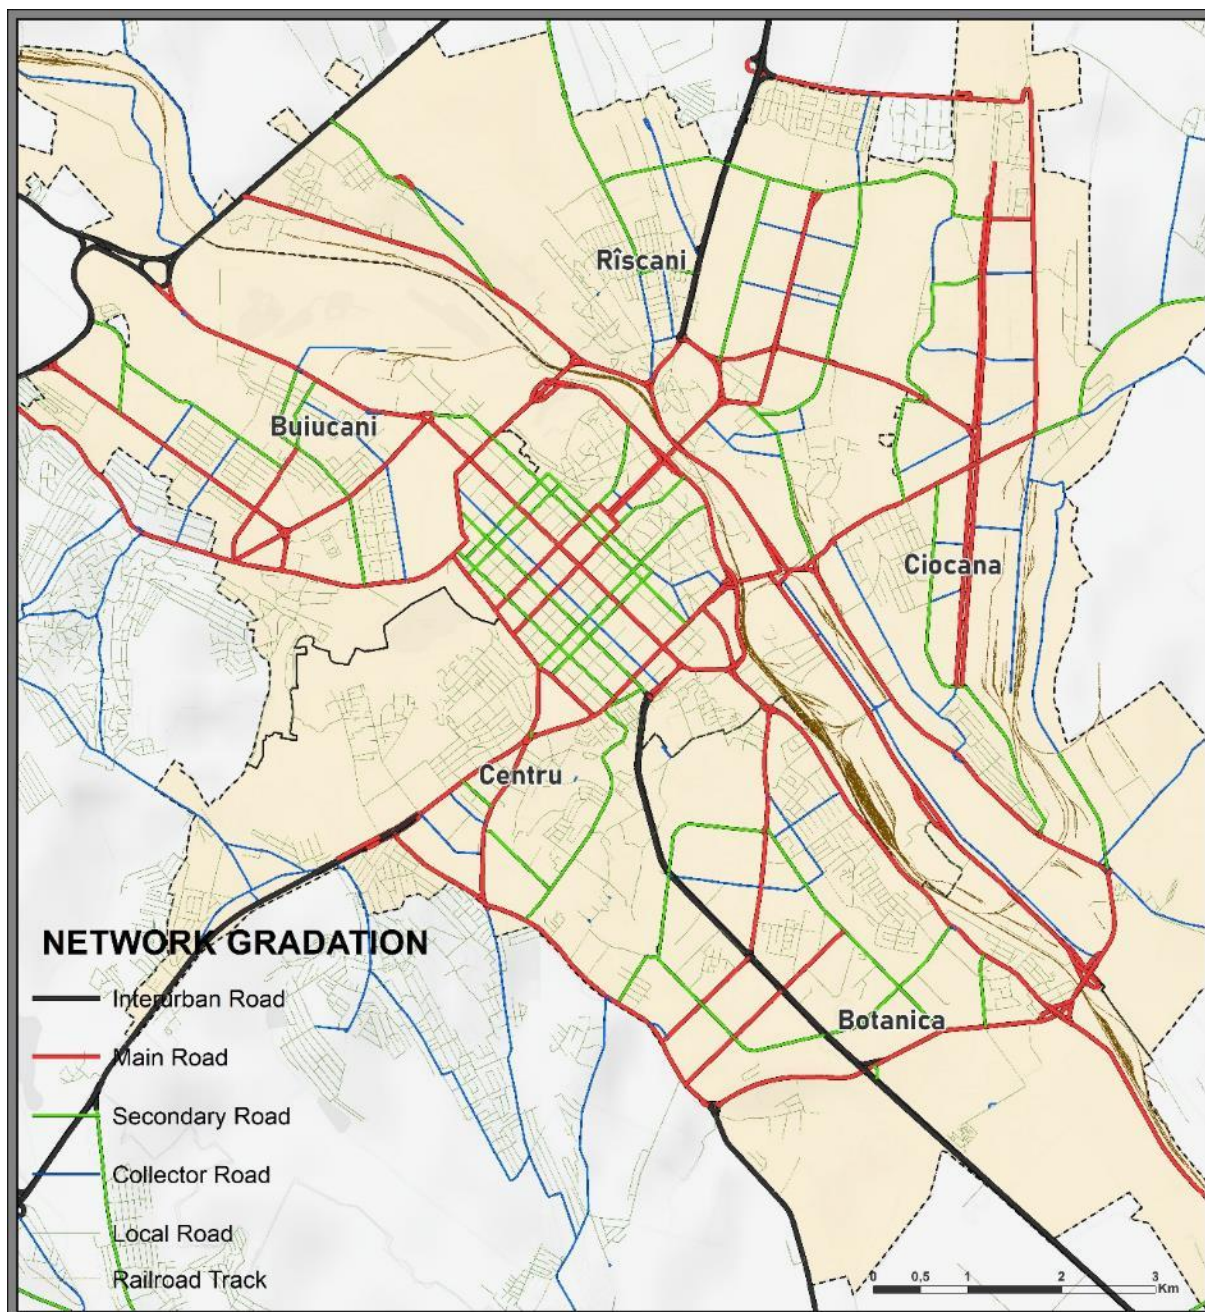 Rîscani
Buiucani
Ciocana
Centru
NETWORK GRADATION
Interurban Road
Main Road
Secondary Road
Collector Road
Local Road
Railroad Track
Botanica
0 0,5 1 2 3
Km